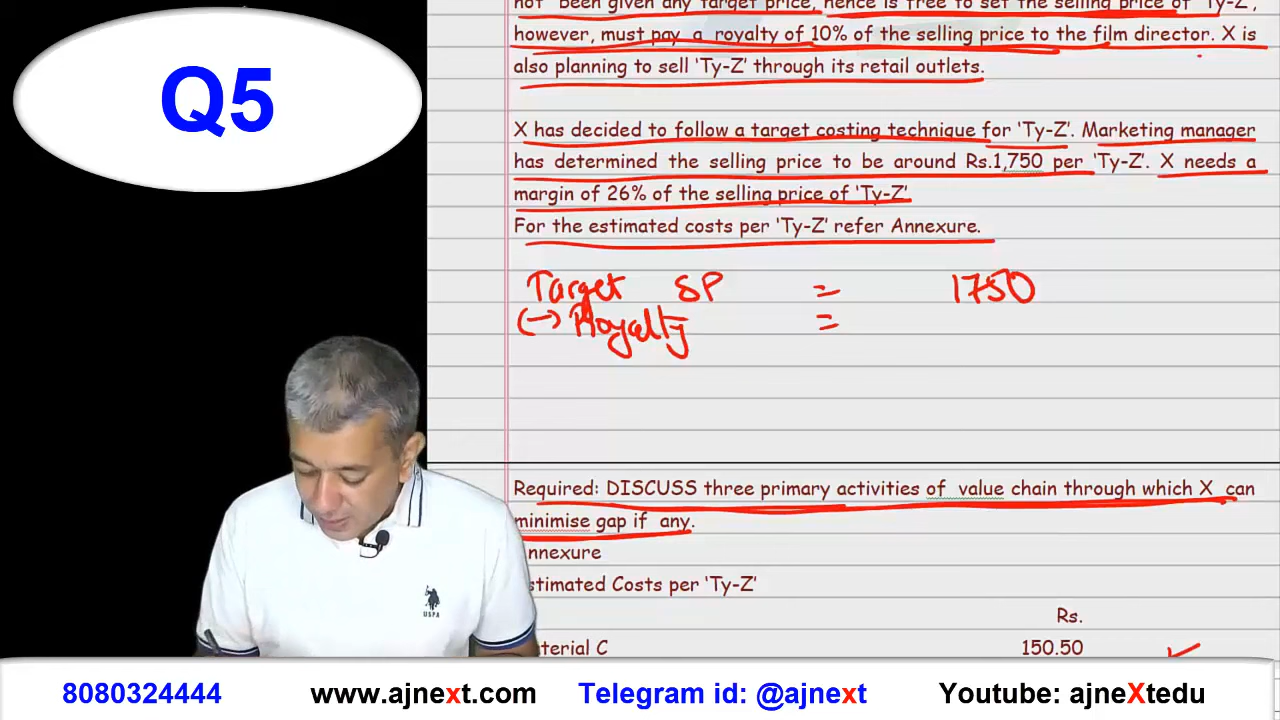 Q5
not been given any target price, hence is free to set the selling price of 'Ty-Z',
however, must pay a royalty of 10% of the selling price to the film director. X is
also planning to sell 'Ty-Z' through its retail outlets.
X has decided to follow a target costing technique for 'Ty-Z'. Marketing manager
has determined the selling price to be around Rs.1,750 per 'Ty-Z'. X needs a
margin of 26% of the selling price of 'Ty-Z'
For the estimated costs per 'Ty-Z' refer Annexure.
Target SP = 1750
(-) Royalty =
Required: DISCUSS three primary activities of value chain through which X can
minimise gap if any.
nnexure
stimated Costs per 'Ty-Z'
Rs.
terial C 150.50
USPA
8080324444 www.ajnext.com Telegram id: @ajnext Youtube: ajneXtedu